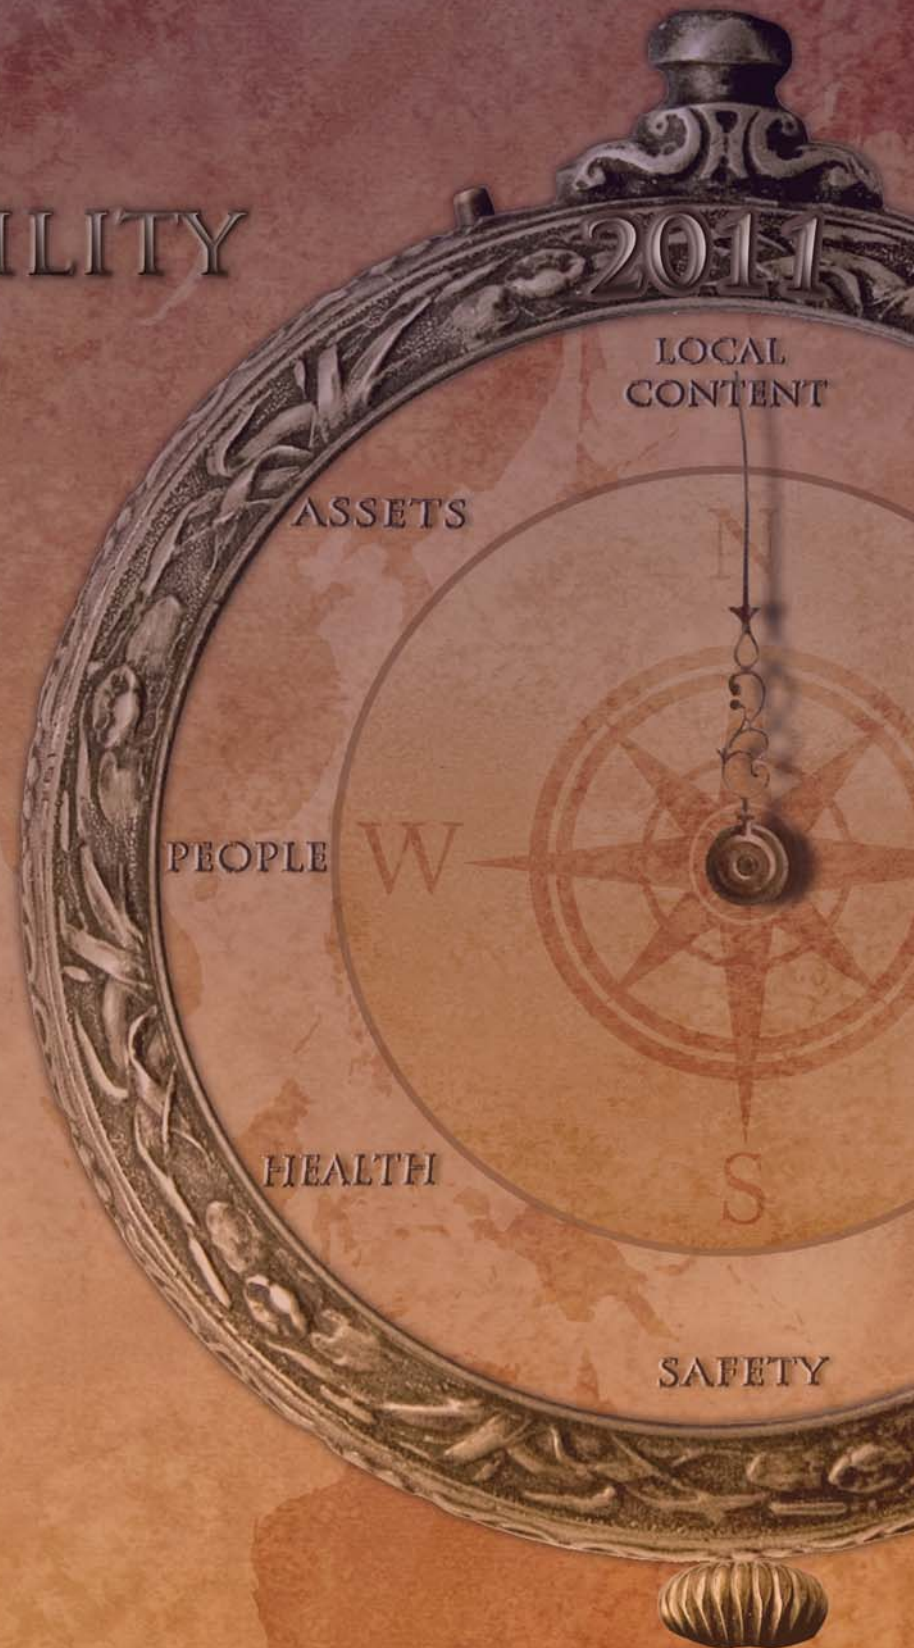 ILITY
2011
LOCAL
CONTENT
ASSETS
N
PEOPLE
W
HEALTH
S
SAFETY